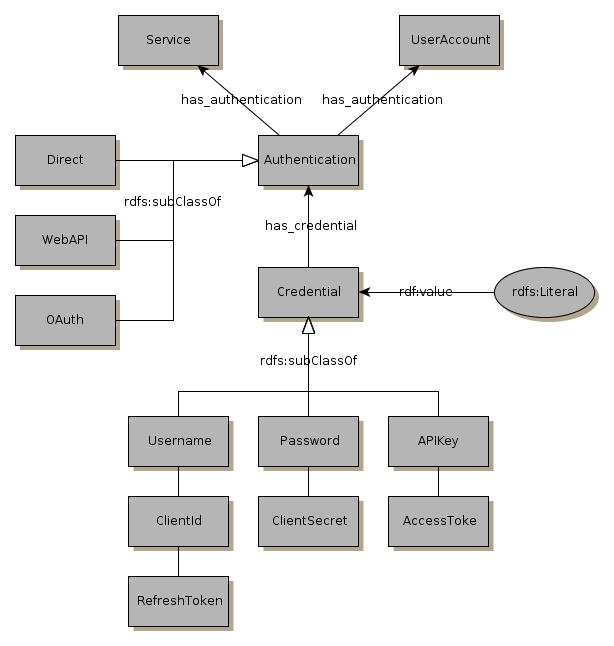 Service
UserAccount
has_authentication
has_authentication
Direct
Authentication
rdfs:subClassOf
WebAPI
has_credential
OAuth
Credential
rdf:value
rdfs:Literal
rdfs:subClassOf
Username
Password
APIKey
ClientId
ClientSecret
AccessToke
RefreshToken